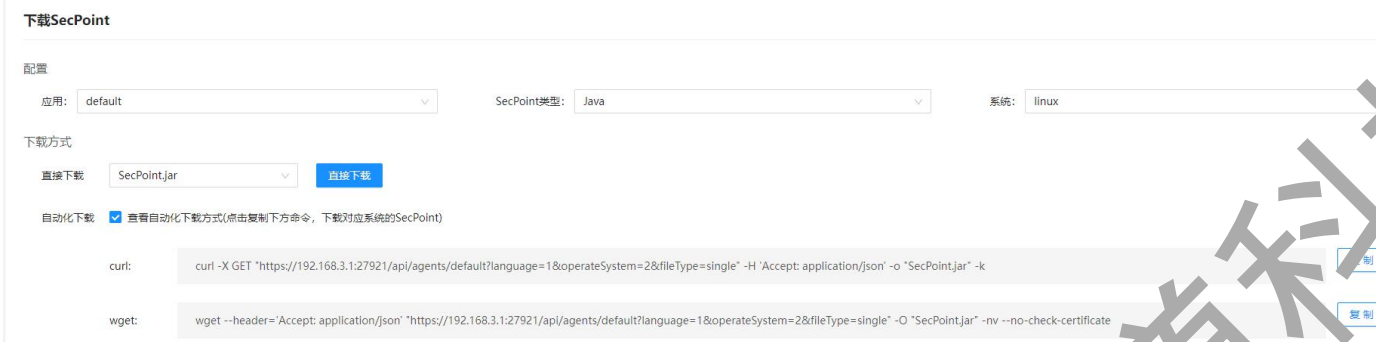 下载SecPoint
配置
应用: default SecPoint类型: Java 系统: linux
下载方式
直接下载 SecPoint.jar 直接下载
自动化下载 查看自动化下载方式(点击复制下方命令，下载对应系统的SecPoint)
curl: curl -X GET "https://192.168.3.1:27921/api/agents/default?language=1&operateSystem=2&fileType=single" -H 'Accept: application/json' -o "SecPoint.jar" -k 制
wget: wget --header='Accept: application/json' "https://192.168.3.1:27921/api/agents/default?language=1&operateSystem=2&fileType=single" -O "SecPoint.jar" -nv --no-check-certificate 复制
科